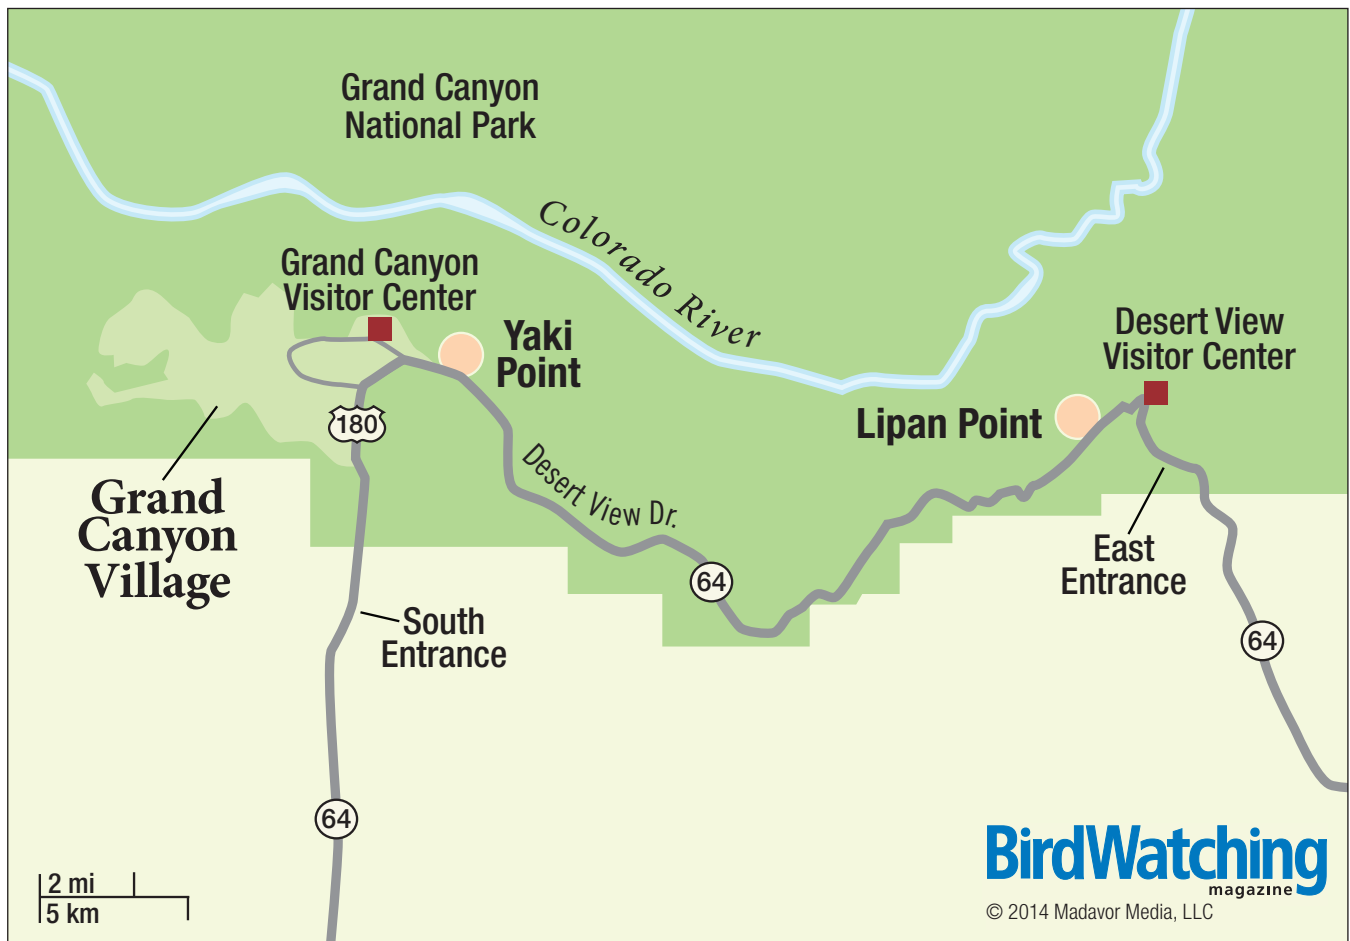 Grand Canyon
National Park
Colorado River
Grand Canyon
Visitor Center
Yaki
Point
Desert View
Visitor Center
Lipan Point
180
Grand
Canyon
Village
Desert View Dr.
64
East
Entrance
South
Entrance
64
64
2 mi
5 km
BirdWatching
magazine
© 2014 Madavor Media, LLC